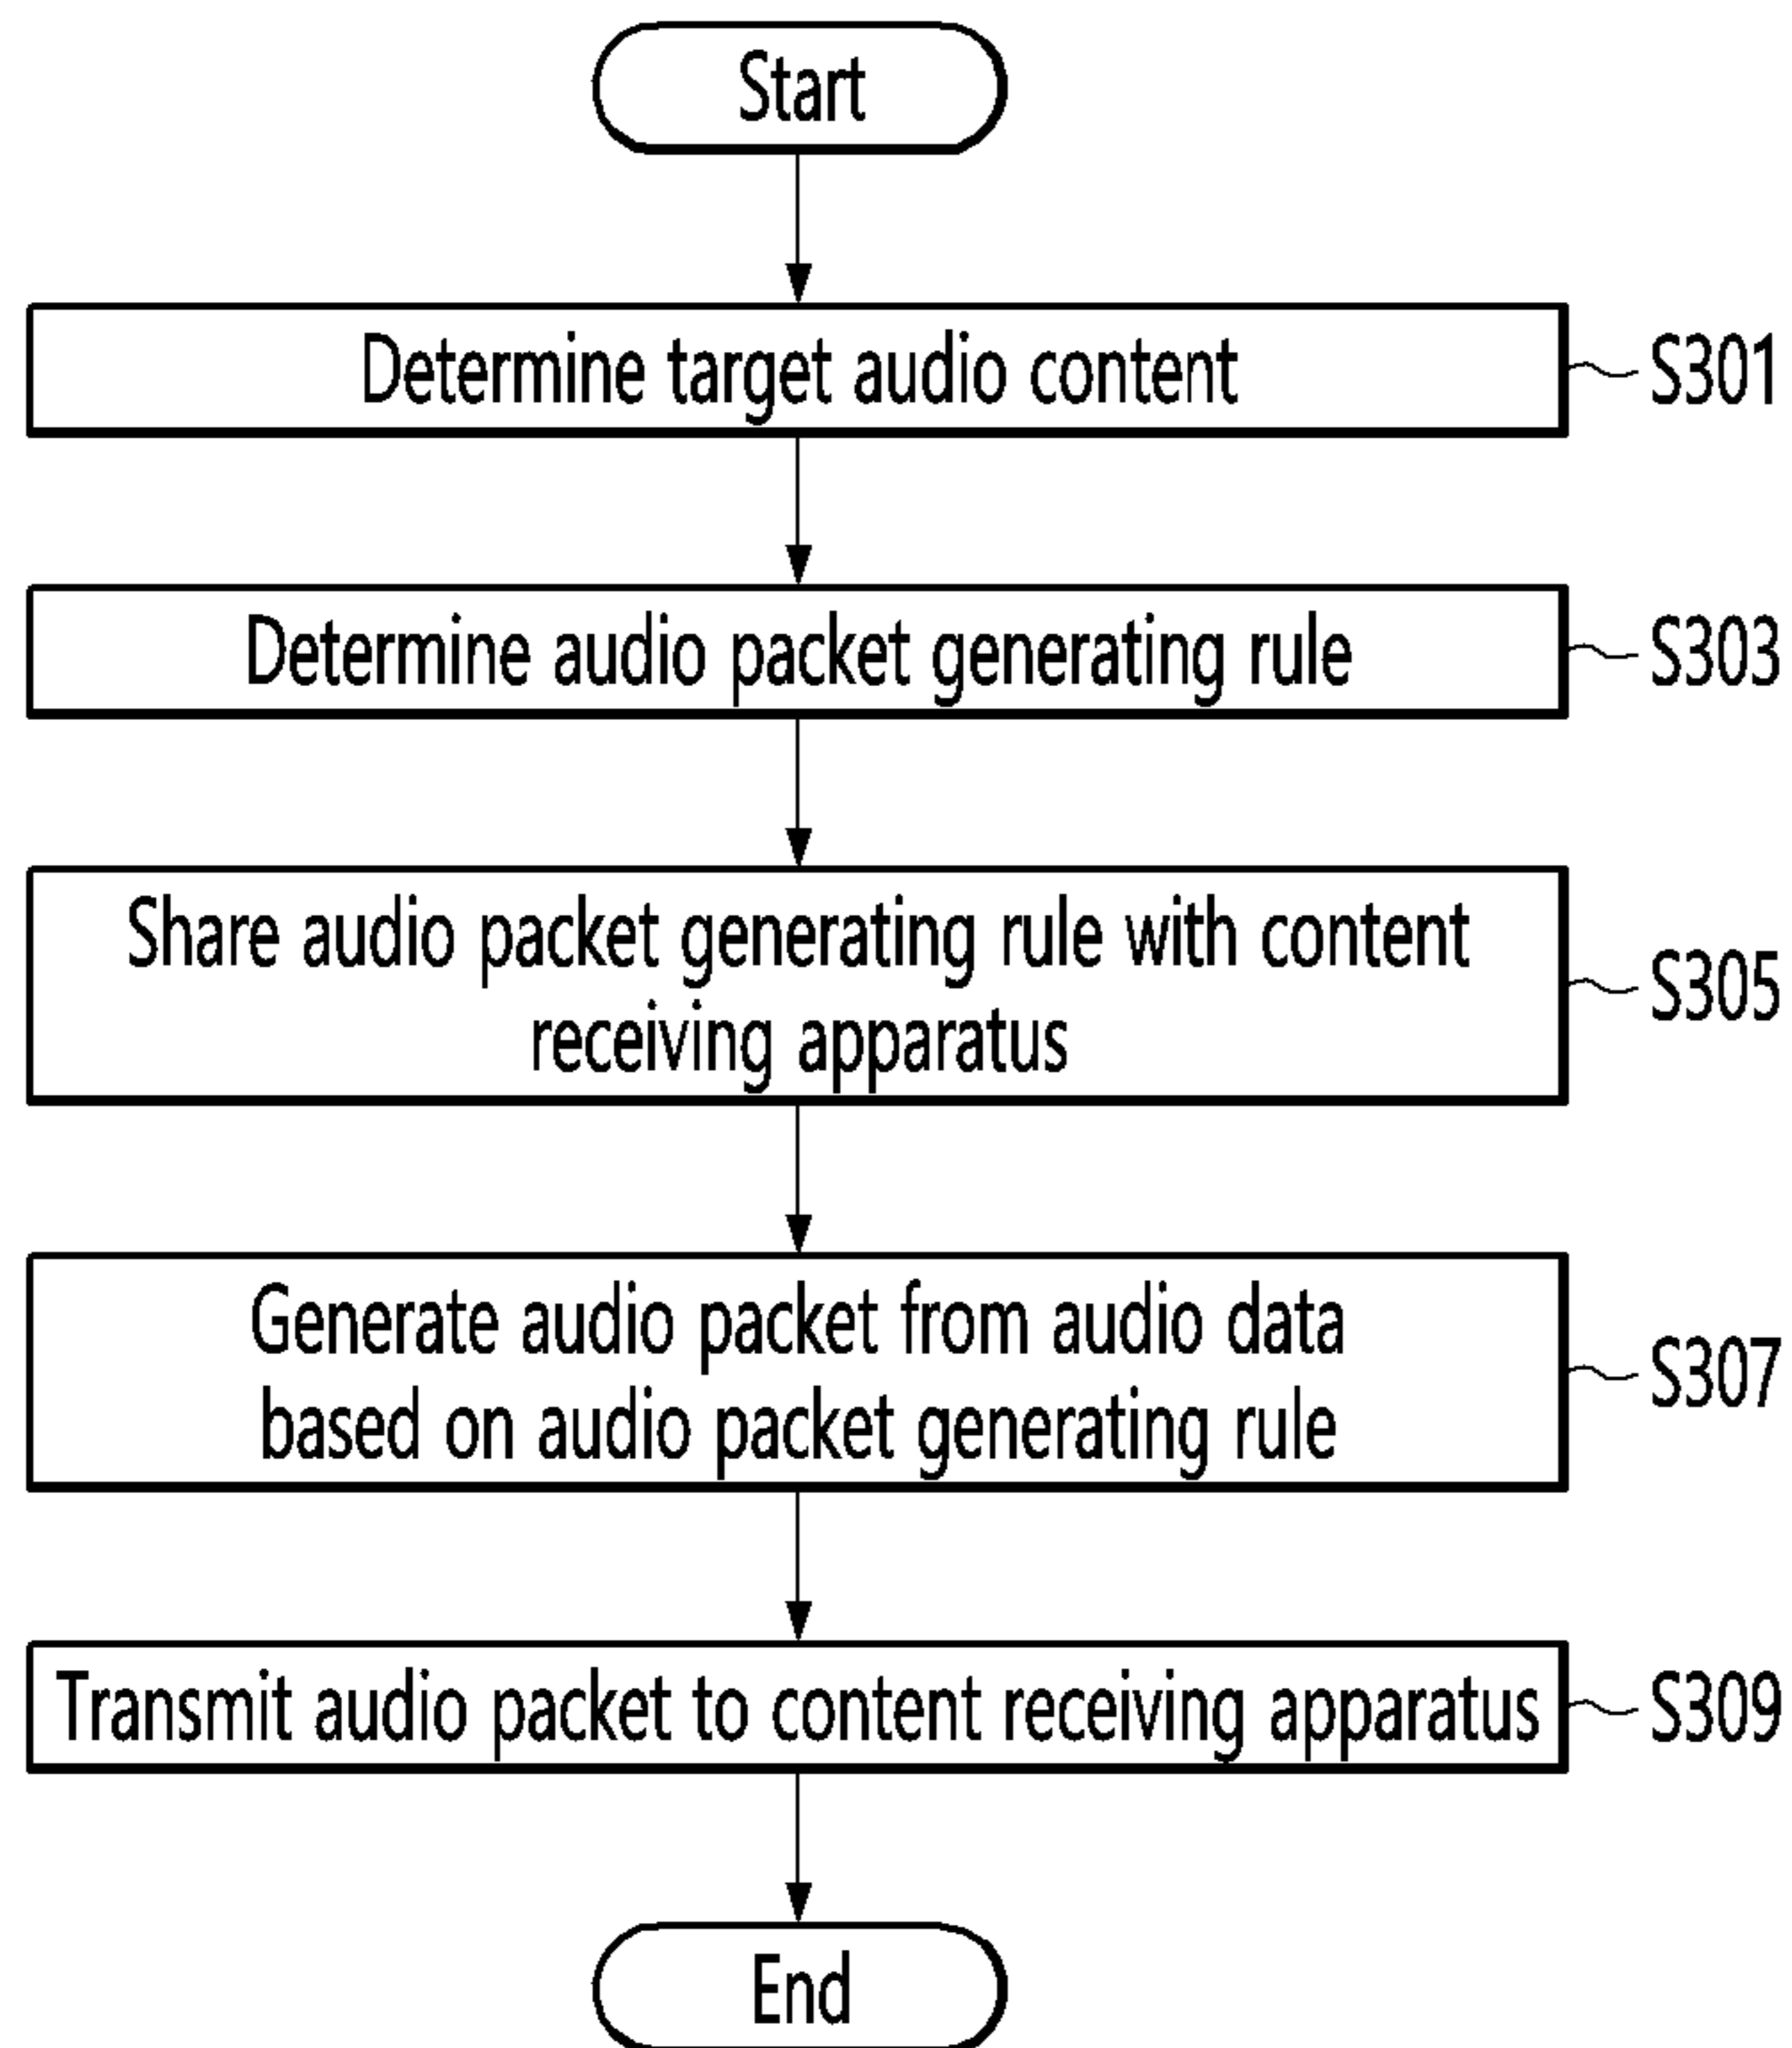 Start
Determine target audio content
S301
Determine audio packet generating rule
S303
Share audio packet generating rule with content
receiving apparatus
S305
Generate audio packet from audio data
based on audio packet generating rule
S307
Transmit audio packet to content receiving apparatus
S309
End